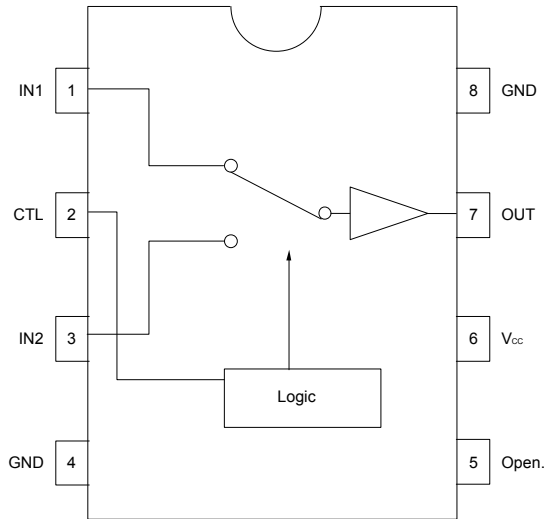 IN1 1 8 GND
CTL 2 7 OUT
IN2 3 6 Vcc
Logic
GND 4 5 Open.